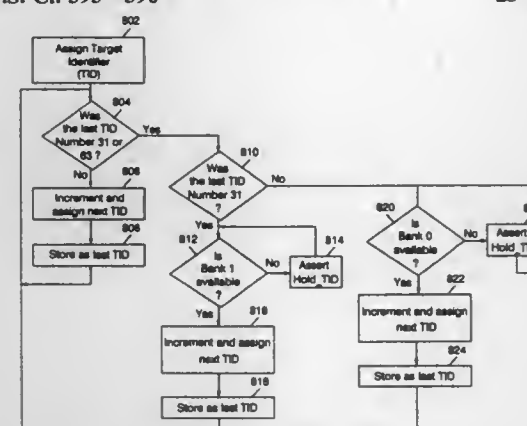 802
Assign Target
Identifier
(TID)
804
Was
the last TID
Number 31 or
63 ?
Yes
No
806
Increment and
assign next TID
808
Store as last TID
810
Was
the last TID
Number 31
?
No
Yes
812
Is
Bank 1
available
?
No
814
Assert
Hold_TID
Yes
816
Increment and assign
next TID
818
Store as last TID
820
Is
Bank 0
available
?
No
Assert
Yes
822
Increment and assign
next TID
824
Store as last TID